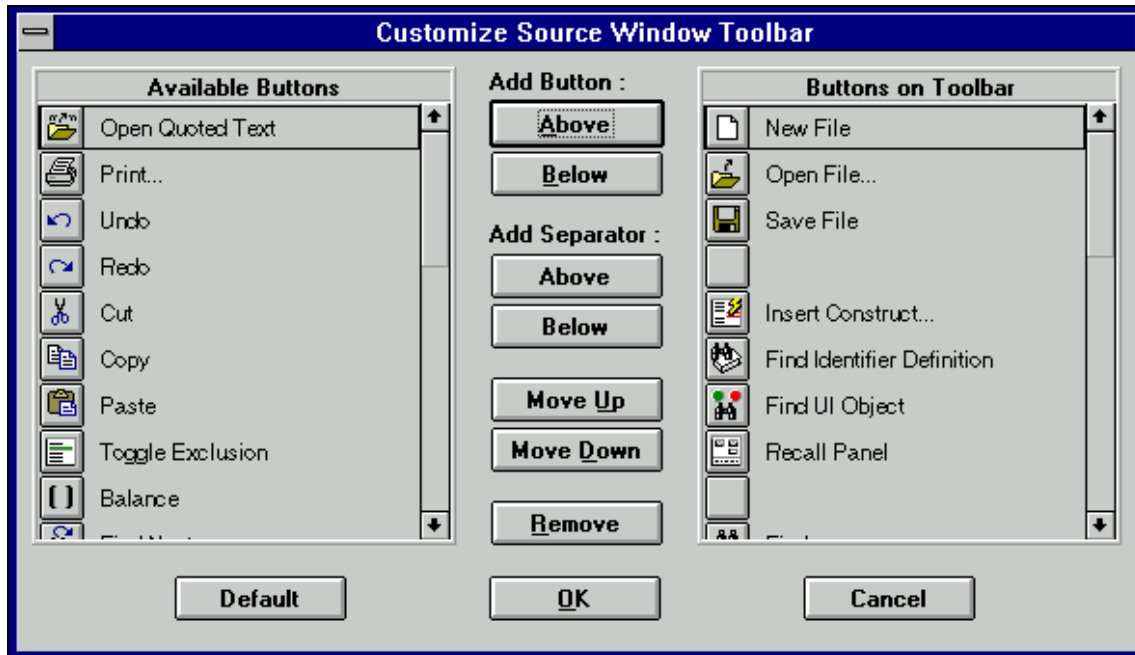 Customize Source Window Toolbar
Available Buttons
Open Quoted Text
Print...
Undo
Redo
Cut
Copy
Paste
Toggle Exclusion
Balance
Add Button :
Above
Below
Add Separator :
Above
Below
Move Up
Move Down
Remove
Buttons on Toolbar
New File
Open File...
Save File
Insert Construct...
Find Identifier Definition
Find UI Object
Recall Panel
Default
OK
Cancel